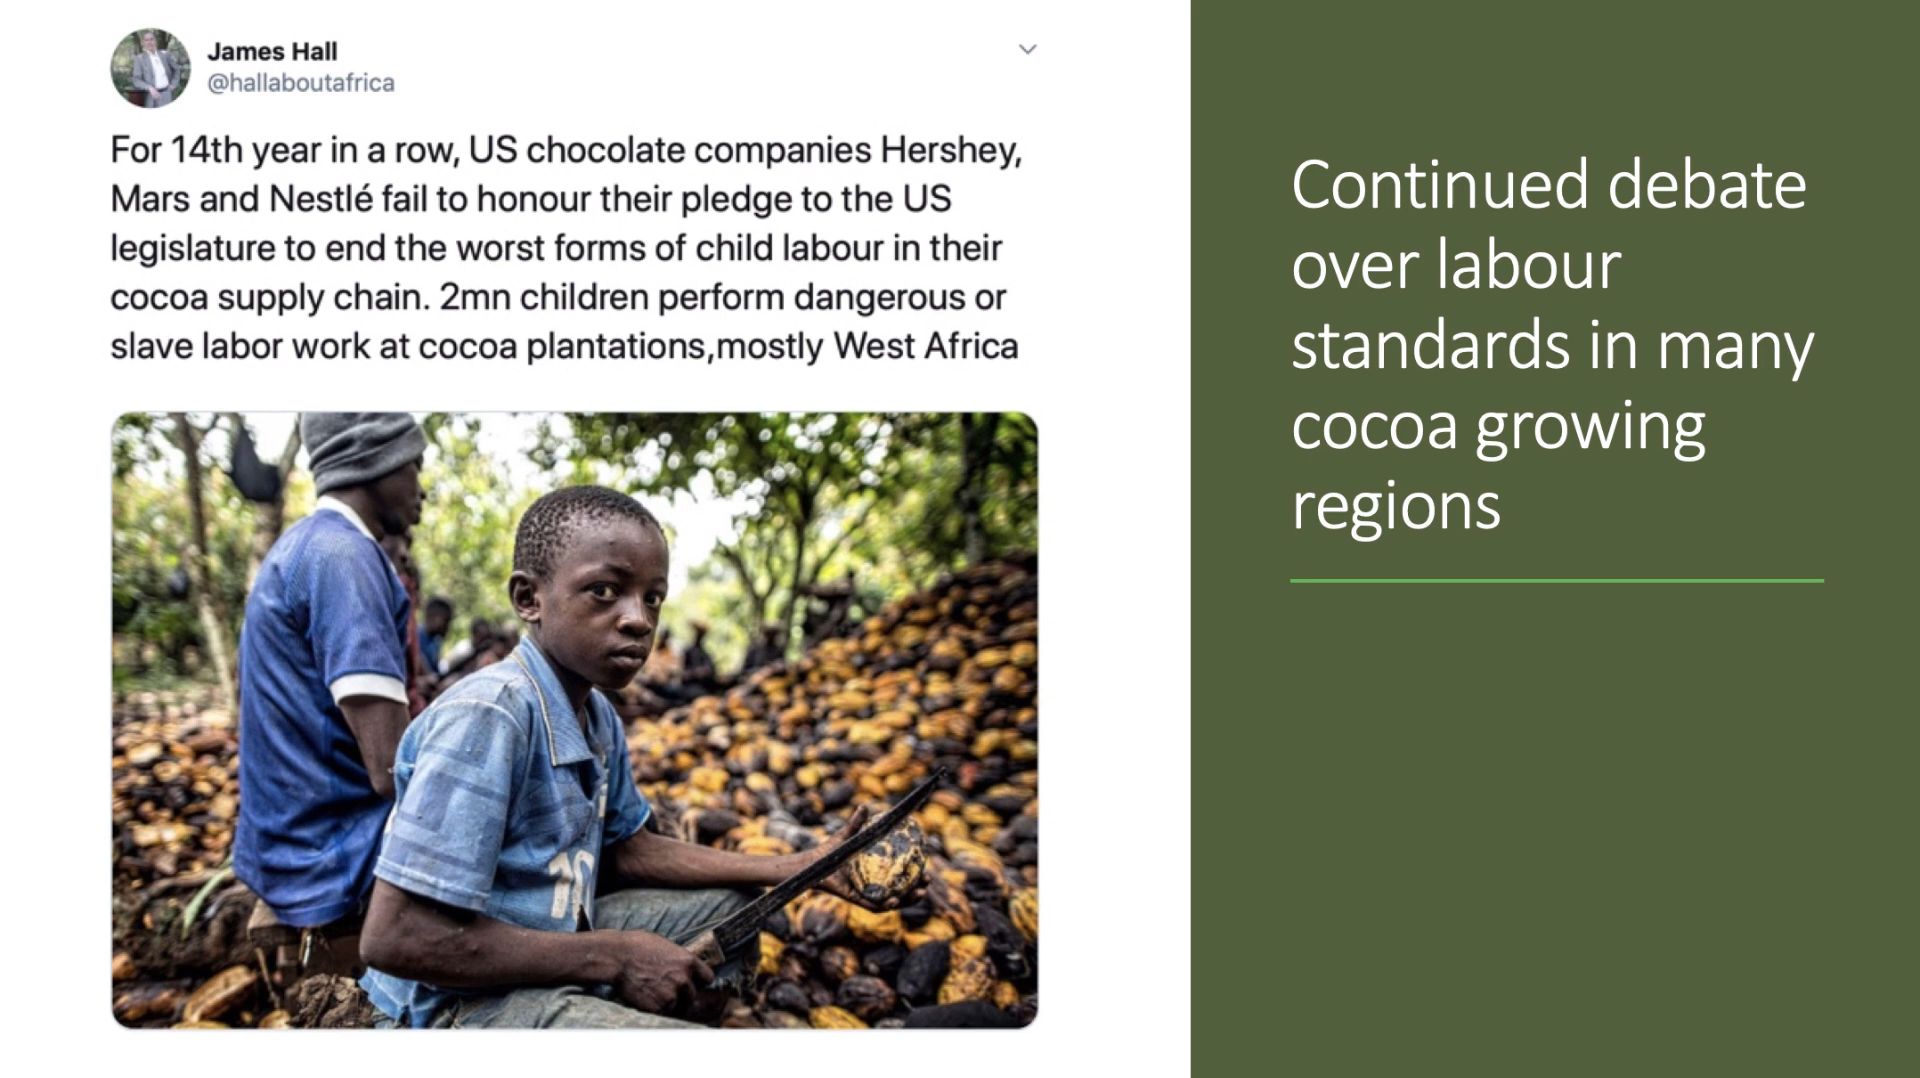 James Hall
@hallaboutafrica
For 14th year in a row, US chocolate companies Hershey,
Mars and Nestlé fail to honour their pledge to the US
legislature to end the worst forms of child labour in their
cocoa supply chain. 2mn children perform dangerous or
slave labor work at cocoa plantations,mostly West Africa
10
Continued debate
over labour
standards in many
cocoa growing
regions